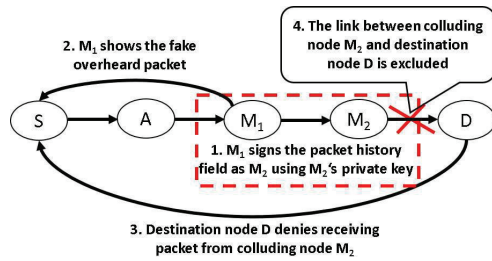 4. The link between colluding
node M2 and destination
node D is excluded
2. M1 shows the fake
overheard packet
S
A
M1
M2
D
1. M1 signs the packet history
field as M2 using M2‘s private key
3. Destination node D denies receiving
packet from colluding node M2